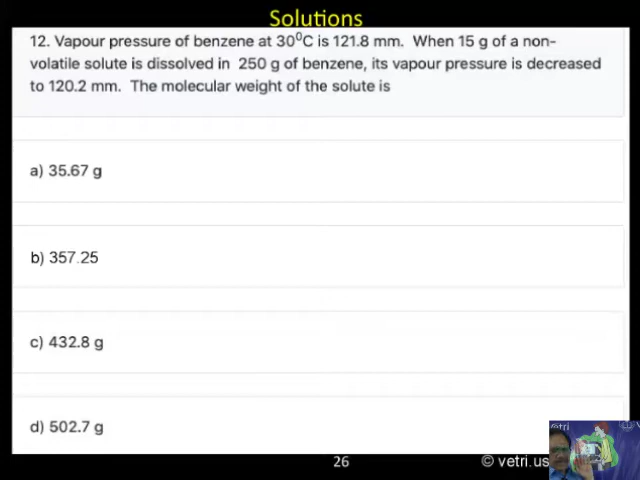 Solutions
12. Vapour pressure of benzene at 30⁰C is 121.8 mm. When 15 g of a non-
volatile solute is dissolved in 250 g of benzene, its vapour pressure is decreased
to 120.2 mm. The molecular weight of the solute is
a) 35.67 g
b) 357.25
c) 432.8 g
d) 502.7 g
26
© vetri.us